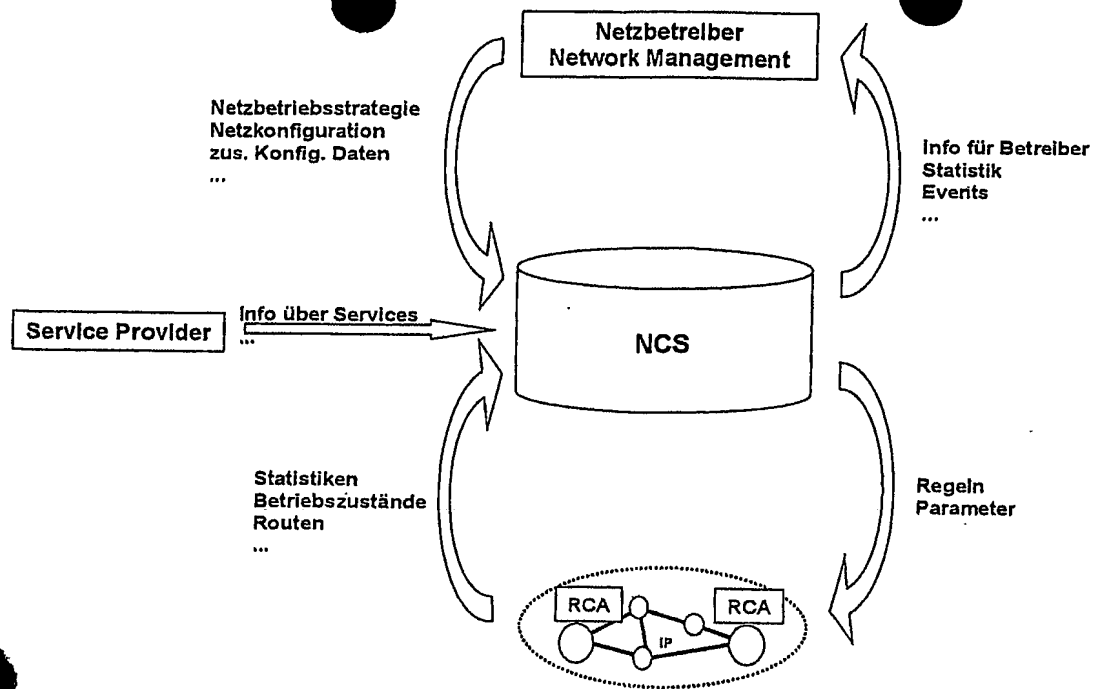 Netzbetreiber
Network Management
Netzbetriebsstrategie
Netzkonfiguration
zus. Konfig. Daten
...
Info für Betreiber
Statistik
Events
...
Service Provider
Info über Services
...
NCS
Statistiken
Betriebszustände
Routen
...
Regeln
Parameter
RCA
RCA
IP